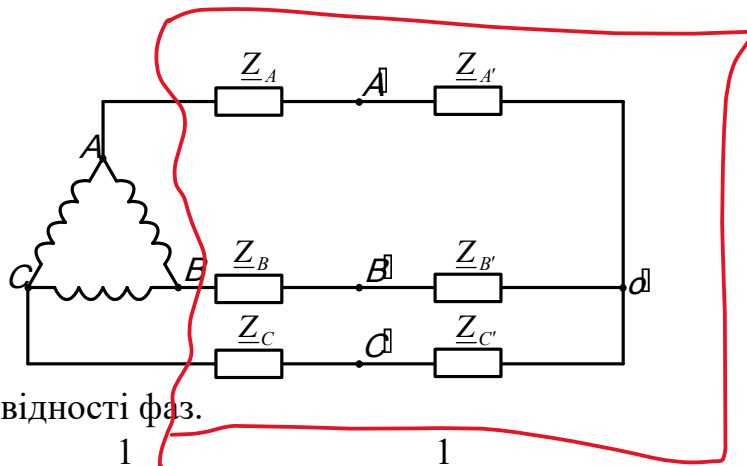 Z_A Z_A′
A▯
A
Z_B Z_B′
C B B▯ o▯
Z_C Z_C′
C▯
відності фаз.
1 1